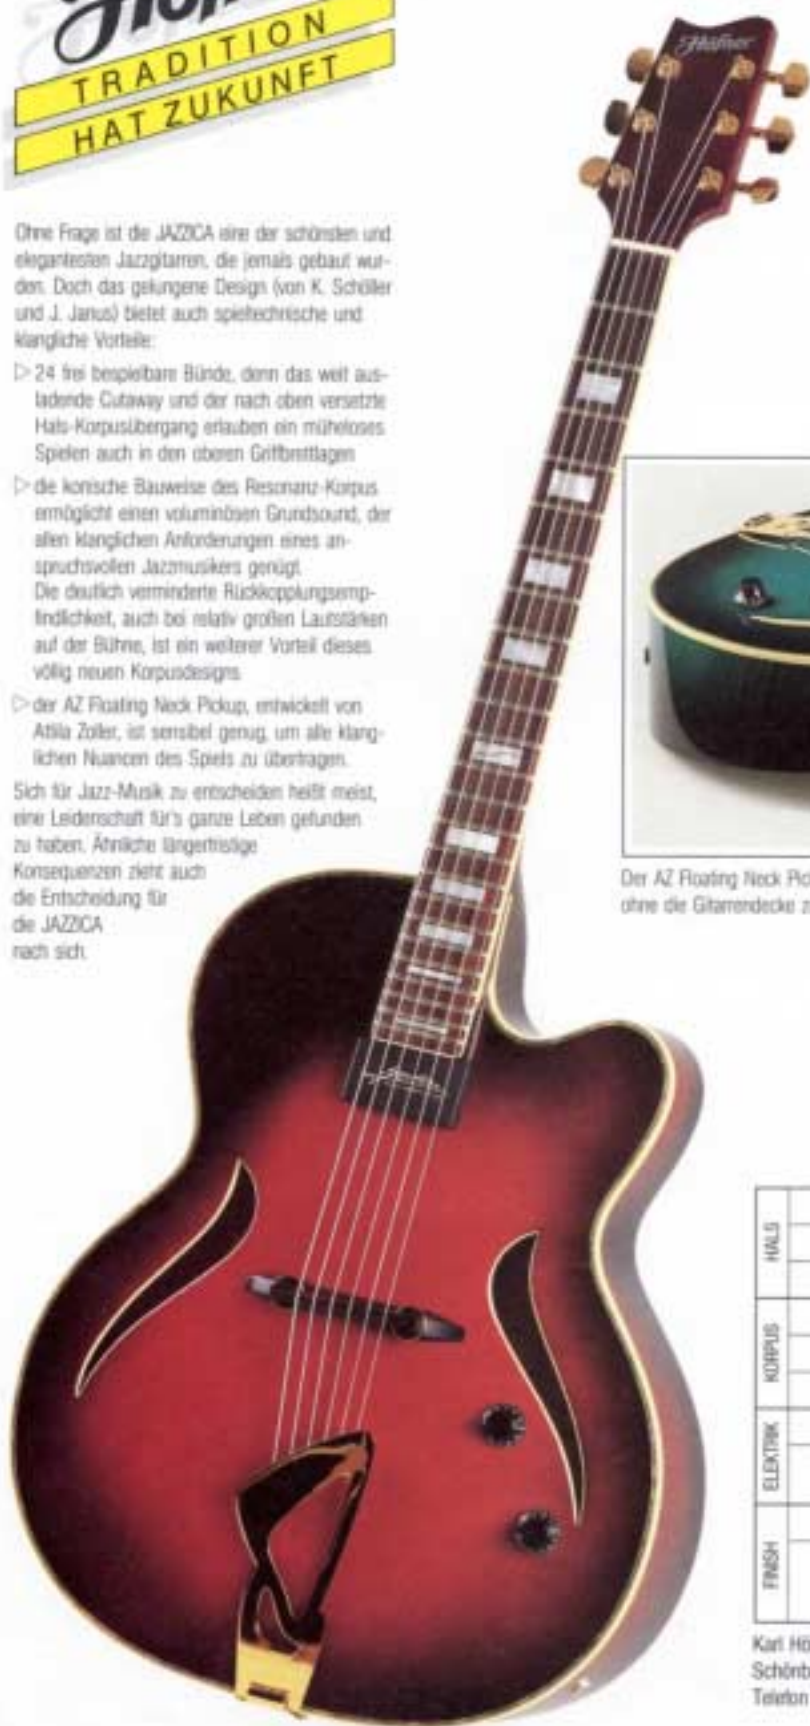 TRADITION
HAT ZUKUNFT
Ohne Frage ist die JAZZICA eine der schönsten und
elegantesten Jazzgitarren, die jemals gebaut wur-
den. Doch das gelungene Design (von K. Schöller
und J. Janus) bietet auch spieltechnische und
klangliche Vorteile:
▷ 24 frei bespielbare Bünde, denn das weit aus-
ladende Cutaway und der nach oben versetzte
Hals-Korpusübergang erlauben ein müheloses
Spielen auch in den oberen Griffbrettlagen
▷ die konische Bauweise des Resonanz-Korpus
ermöglicht einen voluminösen Grundsound, der
allen klanglichen Anforderungen eines an-
spruchsvollen Jazzmusikers genügt.
Die deutlich verminderte Rückkopplungsemp-
findlichkeit, auch bei relativ großen Lautstärken
auf der Bühne, ist ein weiterer Vorteil dieses
völlig neuen Korpusdesigns
▷ der AZ Floating Neck Pickup, entwickelt von
Attila Zoller, ist sensibel genug, um alle klang-
lichen Nuancen des Spiels zu übertragen.
Sich für Jazz-Musik zu entscheiden heißt meist,
eine Leidenschaft für's ganze Leben gefunden
zu haben. Ähnliche längerfristige
Konsequenzen zieht auch
die Entscheidung für
die JAZZICA
nach sich.
Höfner
Der AZ Floating Neck Pic
ohne die Gitarrendecke z
HALS
KORPUS
ELEKTRIK
FINISH
Karl Hö
Schönb
Telefon